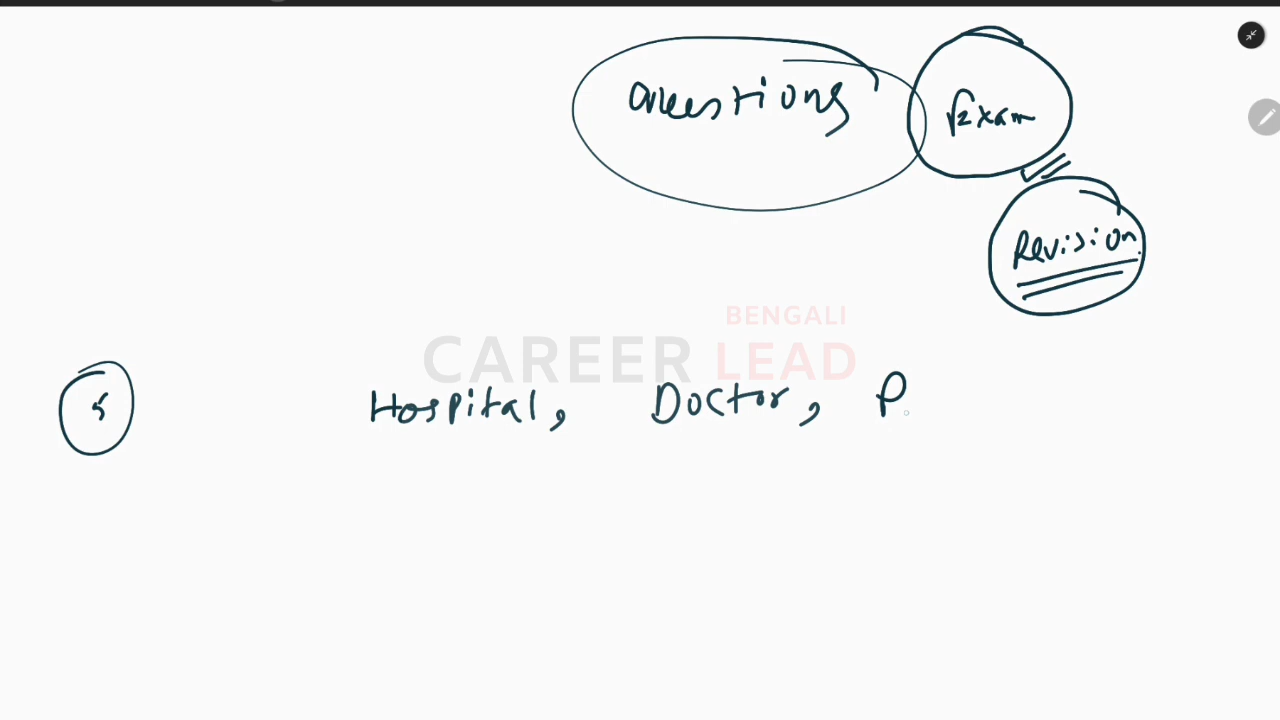 Questions
Exam
Revision
BENGALI
CAREER LEAD
Hospital, Doctor, P